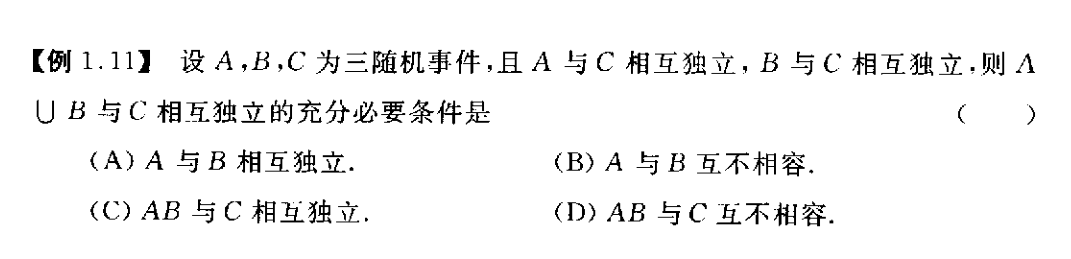 【例 1.11】 设 A,B,C 为三随机事件,且 A 与 C 相互独立, B 与 C 相互独立,则 A
∪ B 与 C 相互独立的充分必要条件是 ( )
(A) A 与 B 相互独立. (B) A 与 B 互不相容.
(C) AB 与 C 相互独立. (D) AB 与 C 互不相容.